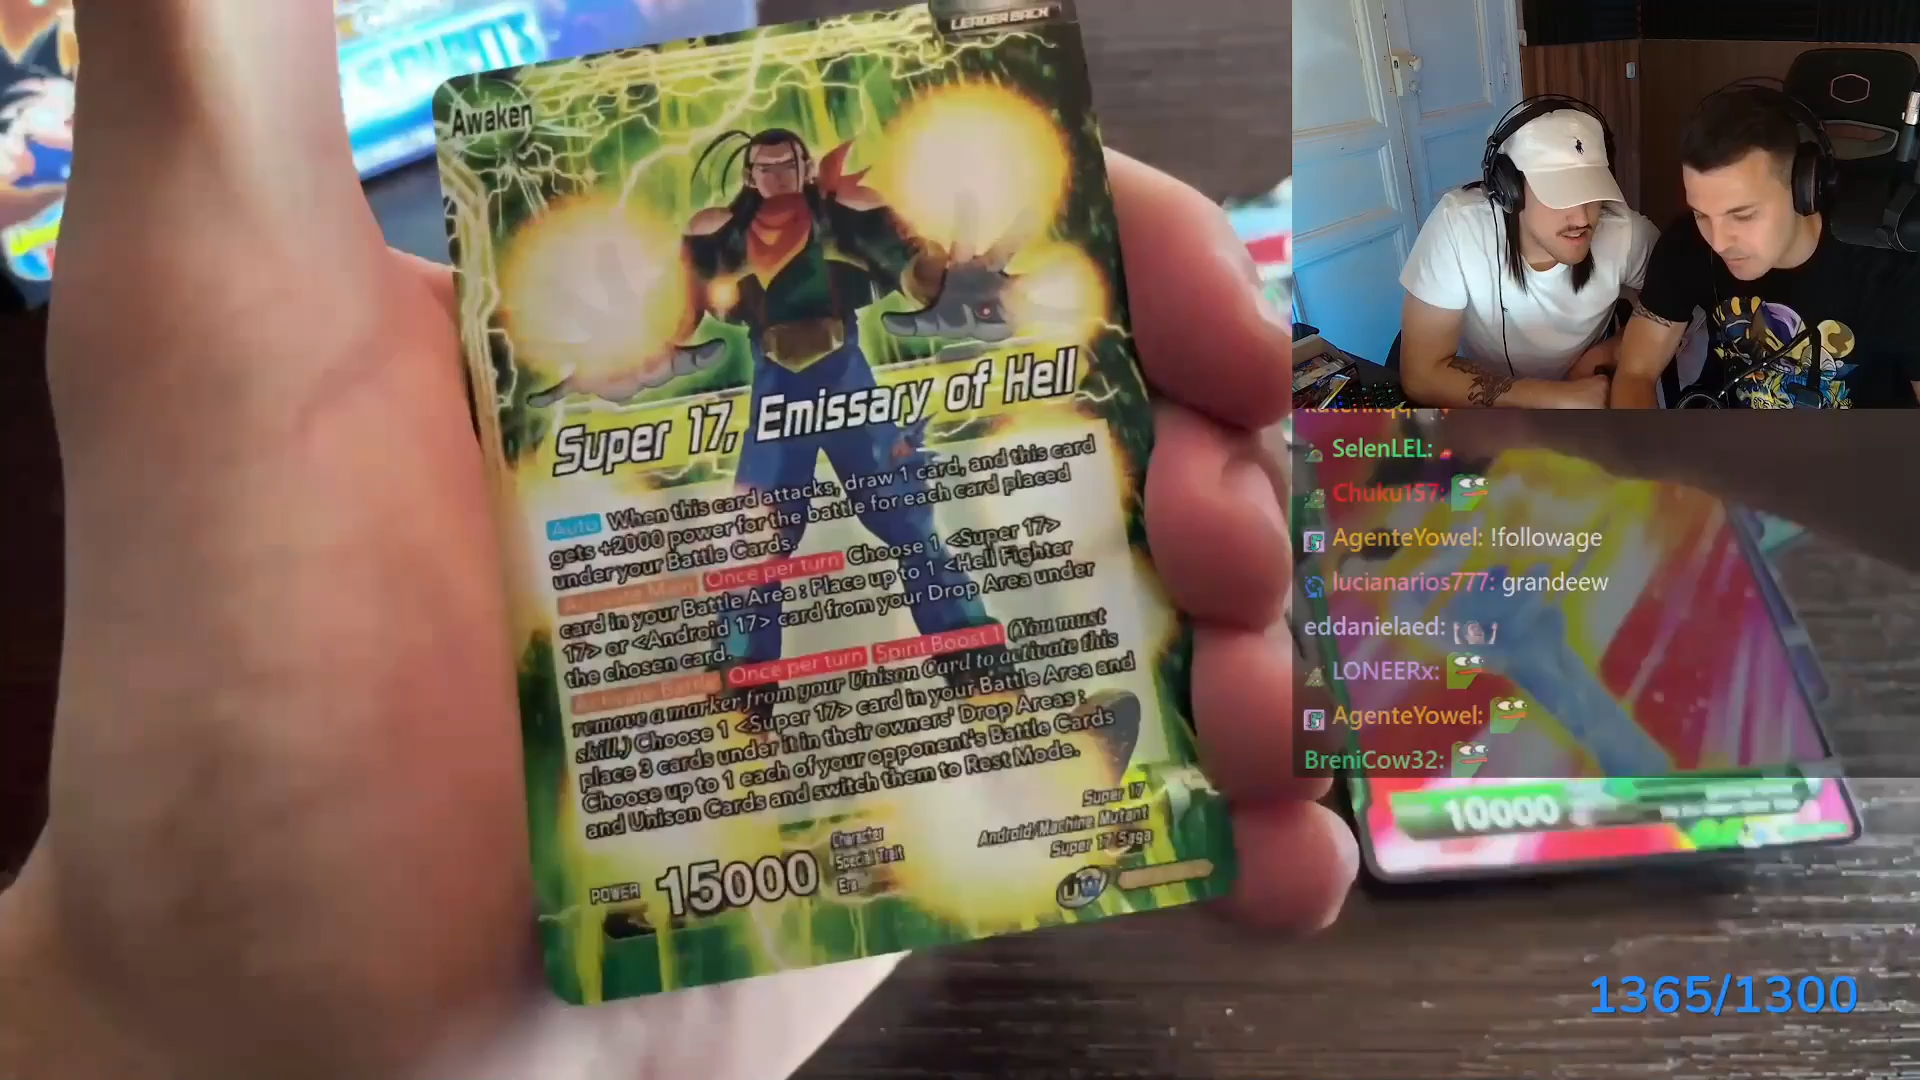 LEADER BACK
Awaken
Super 17, Emissary of Hell
Auto When this card attacks, draw 1 card, and this card
gets +2000 power for the battle for each card placed
under your Battle Cards.
Activate Main Once per turn Choose 1 <Super 17>
card in your Battle Area : Place up to 1 <Hell Fighter
17> or <Android 17> card from your Drop Area under
the chosen card.
Activate Battle Once per turn Spirit Boost 1 (You must
remove a marker from your Unison Card to activate this
skill.) Choose 1 <Super 17> card in your Battle Area and
place 3 cards under it in their owners' Drop Areas :
Choose up to 1 each of your opponent's Battle Cards
and Unison Cards and switch them to Rest Mode.
POWER 15000
Character
Special Trait
Era
Super 17
Android/Machine Mutant
Super 17 Saga
UW
SelenLEL:
Chuku157:
AgenteYowel: !followage
lucianarios777: grandeew
eddanielaed:
LONEERx:
AgenteYowel:
BreniCow32:
10000
1365/1300